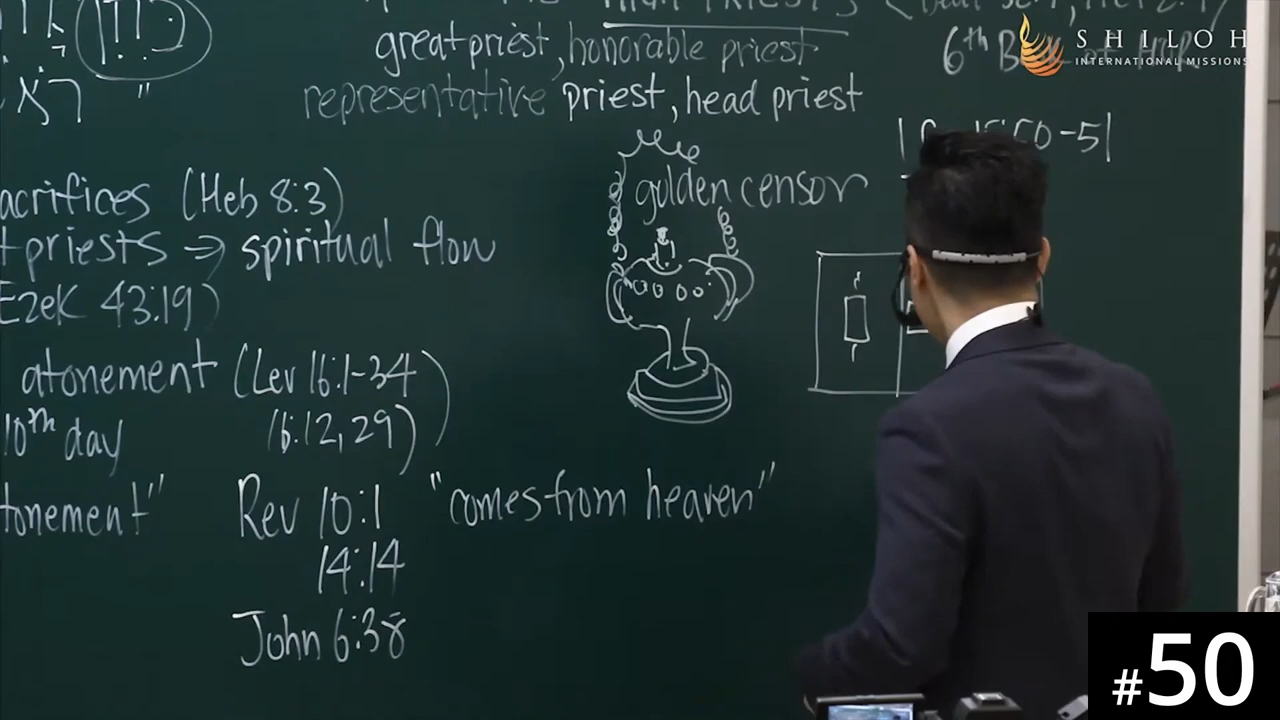 HIGH PRIESTS
great priest, honorable priest
representative priest, head priest
6th
SHILOH
INTERNATIONAL MISSIONS
acrifices (Heb 8:3)
golden censor
t priests ⇒ spiritual flow
Ezek 43:19)
atonement (Lev 16:1-34
10th day
16:12, 29)
tonement"
Rev 10:1
"comes from heaven"
14:14
John 6:38
#50